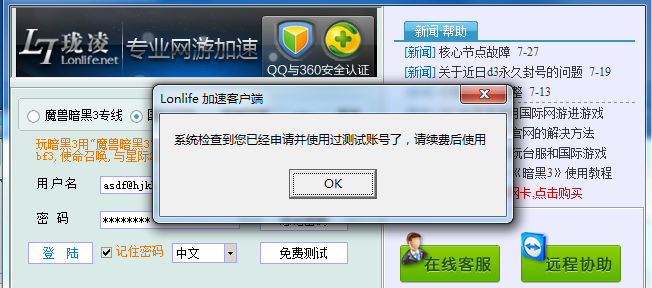 LT 珑凌
Lonlife.net
专业网游加速
QQ与360安全认证
新闻 帮助
[新闻] 核心节点故障 7-27
[新闻] 关于近日d3永久封号的问题 7-19
7-13
国际网游进游戏
官网的解决方法
玩台服和国际游戏
《暗黑3》使用教程
网卡,点击购买
Lonlife 加速客户端
系统检查到您已经申请并使用过测试账号了，请续费后使用
OK
魔兽暗黑3专线
玩暗黑3用"魔兽暗黑3
bf3, 使命召唤, 与星际
用户名
asdf@hjk
密 码
********
登 陆
记住密码
中文
免费测试
在线客服
远程协助